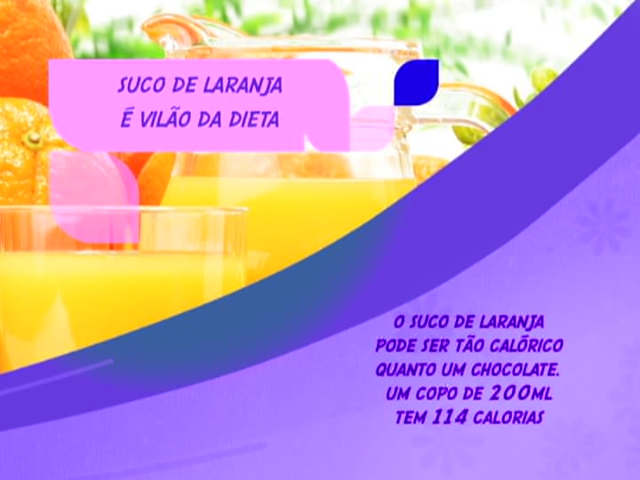 SUCO DE LARANJA
É VILÃO DA DIETA
O SUCO DE LARANJA
PODE SER TÃO CALÓRICO
QUANTO UM CHOCOLATE.
UM COPO DE 200ML
TEM 114 CALORIAS